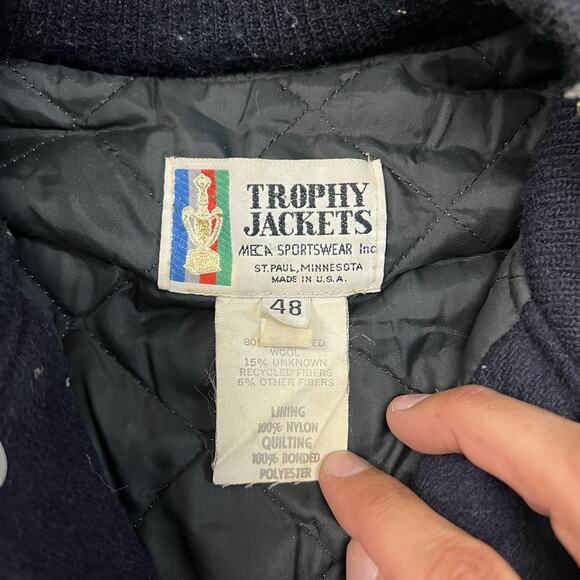 TROPHY
JACKETS
MECA SPORTSWEAR Inc
ST. PAUL, MINNESOTA
MADE IN U.S.A.
48
WOOL
15% UNKNOWN
RECYCLED FIBERS
5% OTHER FIBERS
LINING
100% NYLON
QUILTING
100% BONDED
POLYESTER